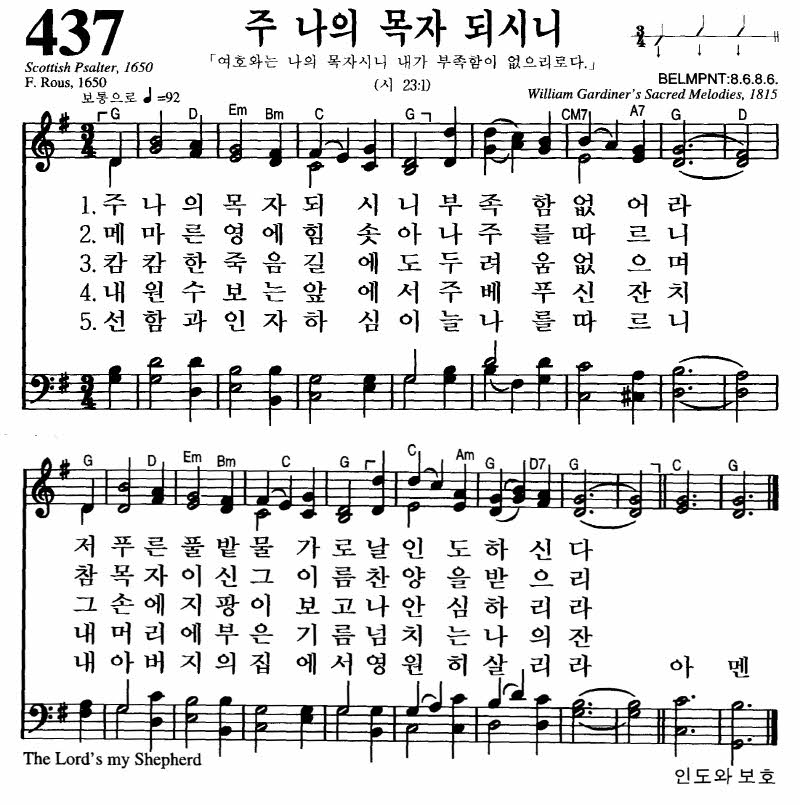 437
주 나의 목자 되시니
Scottish Psalter, 1650
F. Rous, 1650
「여호와는 나의 목자시니 내가 부족함이 없으리로다.」
(시 23:1)
3/4
BELMPNT:8.6.8.6.
William Gardiner's Sacred Melodies, 1815
보통으로 ♩=92
G D Em Bm C G CM7 A7 G D
1. 주 나 의 목 자 되 시 니 부 족 함 없 어 라
2. 메 마 른 영 에 힘 솟 아 나 주 를 따 르 니
3. 캄 캄 한 죽 음 길 에 도 두 려 움 없 으 며
4. 내 원 수 보 는 앞 에 서 주 베 푸 신 잔 치
5. 선 함 과 인 자 하 심 이 늘 나 를 따 르 니
G D Em Bm C G C Am G D7 G C G
저 푸 른 풀 밭 물 가 로 날 인 도 하 신 다
참 목 자 이 신 그 이 름 찬 양 을 받 으 리
그 손 에 지 팡 이 보 고 나 안 심 하 리 라
내 머 리 에 부 은 기 름 넘 치 는 나 의 잔
내 아 버 지 의 집 에 서 영 원 히 살 리 라 아 멘
The Lord's my Shepherd
인도와 보호